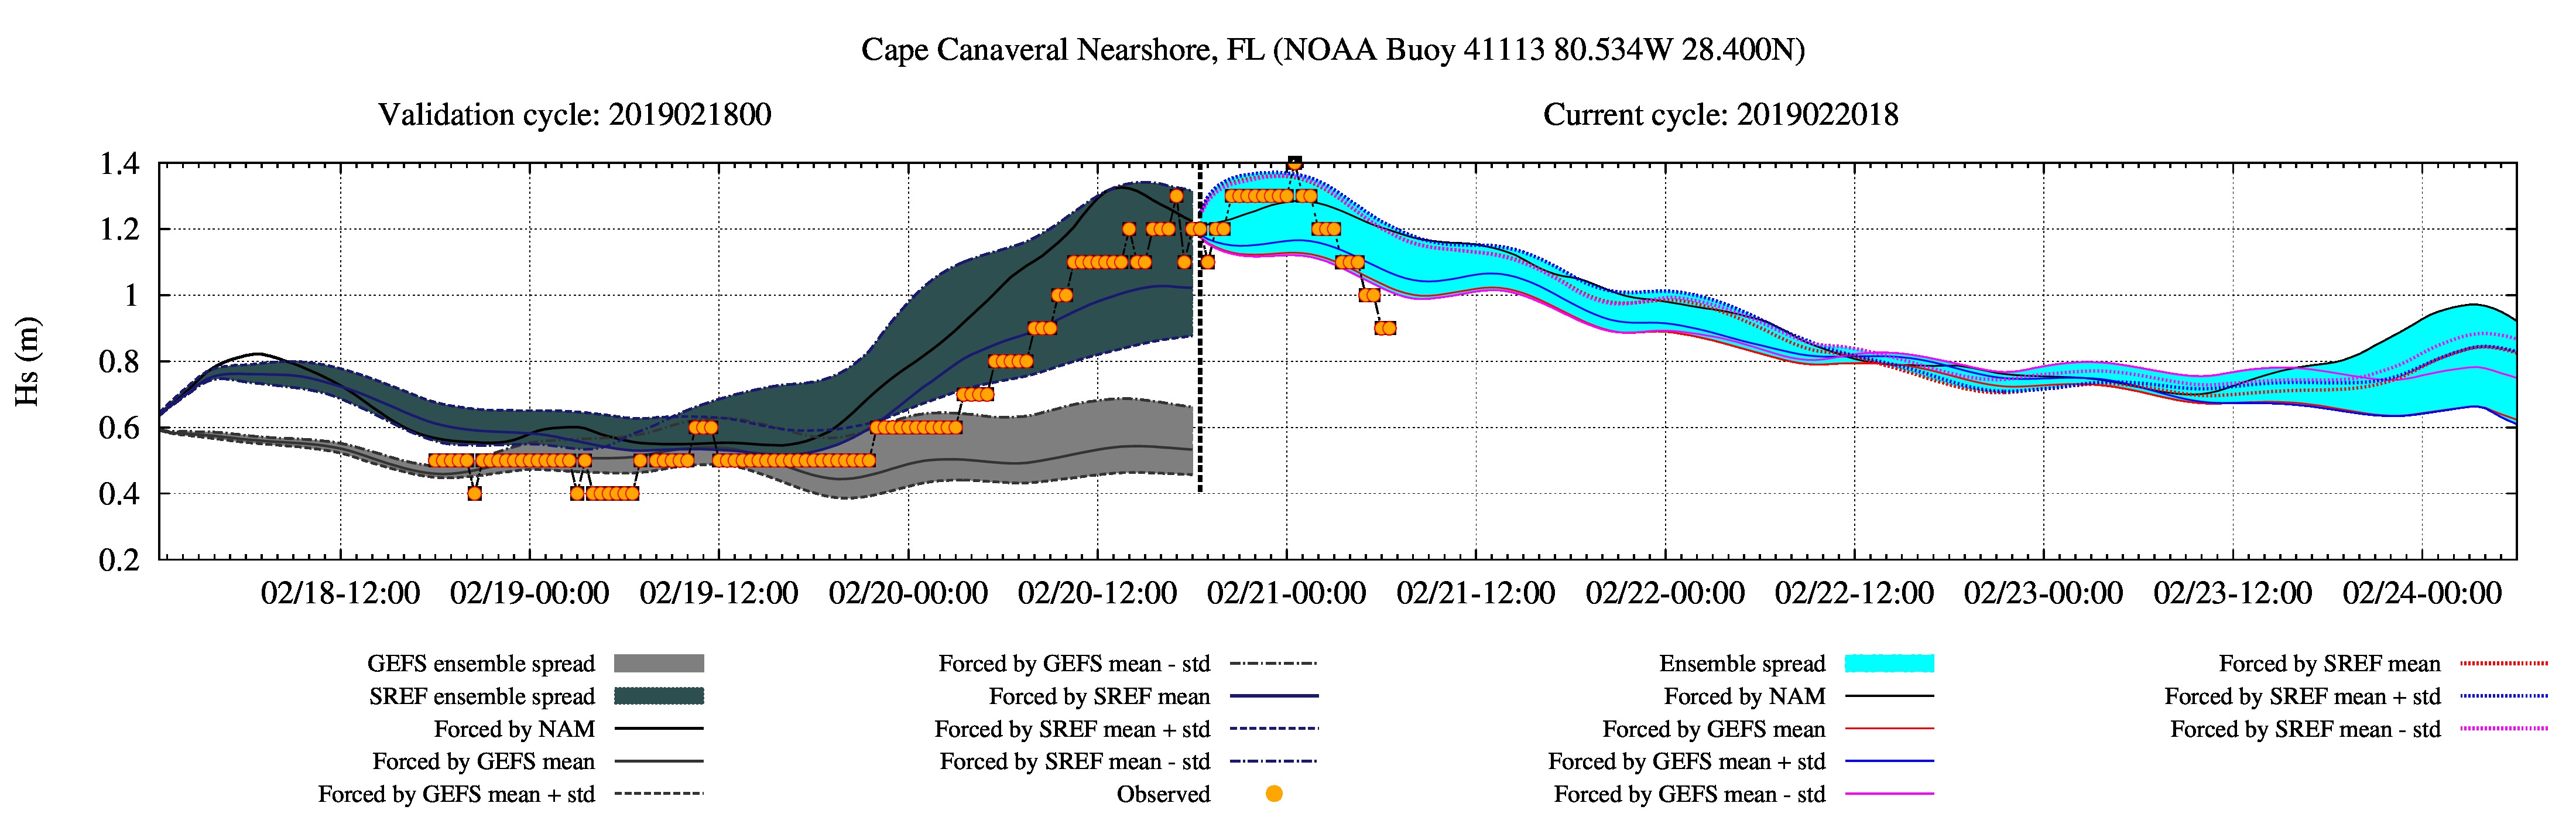 Cape Canaveral Nearshore, FL (NOAA Buoy 41113 80.534W 28.400N)
Validation cycle: 2019021800
Current cycle: 2019022018
Hs (m)
1.4
1.2
1
0.8
0.6
0.4
0.2
02/18-12:00 02/19-00:00 02/19-12:00 02/20-00:00 02/20-12:00 02/21-00:00 02/21-12:00 02/22-00:00 02/22-12:00 02/23-00:00 02/23-12:00 02/24-00:00
GEFS ensemble spread
SREF ensemble spread
Forced by NAM
Forced by GEFS mean
Forced by GEFS mean + std
Forced by GEFS mean - std
Forced by SREF mean
Forced by SREF mean + std
Forced by SREF mean - std
Observed
Ensemble spread
Forced by NAM
Forced by GEFS mean
Forced by GEFS mean + std
Forced by GEFS mean - std
Forced by SREF mean
Forced by SREF mean + std
Forced by SREF mean - std